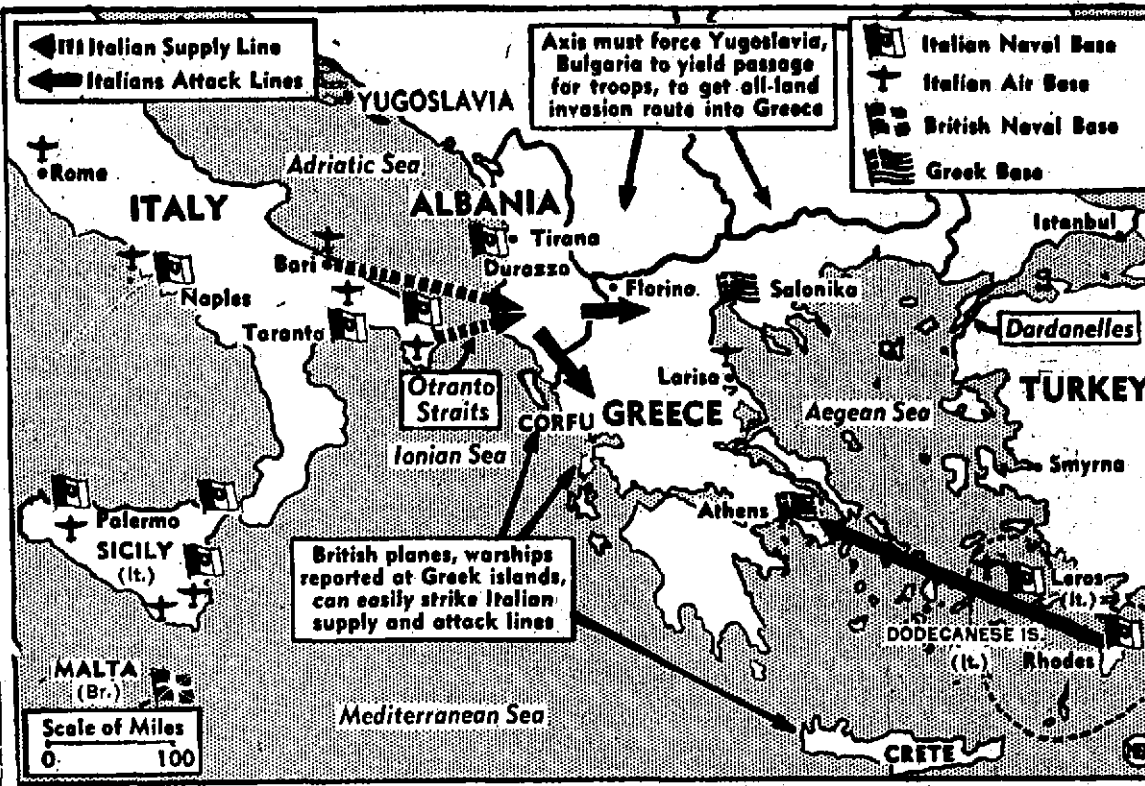 Italian Supply Line
Italians Attack Lines
Axis must force Yugoslavia,
Bulgaria to yield passage
for troops, to get all-land
invasion route into Greece
Italian Naval Base
Italian Air Base
British Naval Base
Greek Base
YUGOSLAVIA
Rome
Adriatic Sea
ITALY
ALBANIA
Istanbul
Tirana
Bari
Durazzo
Naples
Florina
Salonika
Taranto
Dardanelles
Otranto
Straits
Larisa
TURKEY
CORFU
GREECE
Aegean Sea
Ionian Sea
Smyrna
Palermo
SICILY
(It.)
Athens
British planes, warships
reported at Greek islands,
can easily strike Italian
supply and attack lines
Leros
(It.)
DODECANESE IS.
(It.)
Rhodes
MALTA
(Br.)
Mediterranean Sea
Scale of Miles
0 100
CRETE